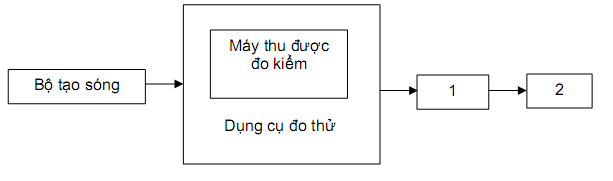 Bộ tạo sóng
Máy thu được
đo kiểm
Dụng cụ đo thử
1
2